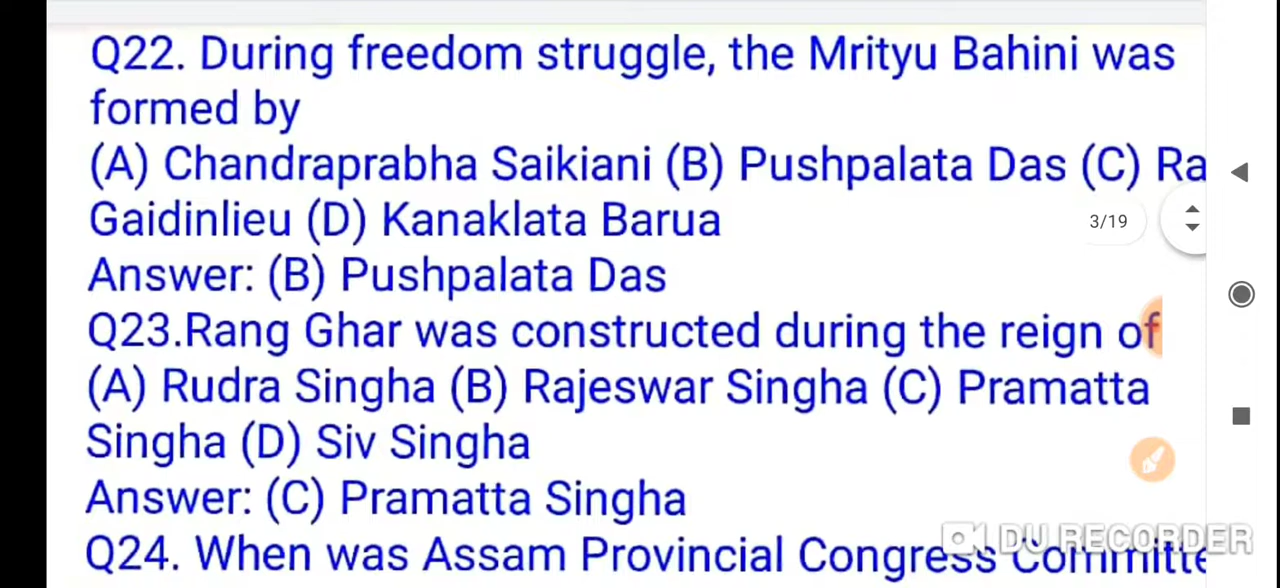 Q22. During freedom struggle, the Mrityu Bahini was
formed by
(A) Chandraprabha Saikiani (B) Pushpalata Das (C) Ra
Gaidinlieu (D) Kanaklata Barua
3/19
Answer: (B) Pushpalata Das
Q23.Rang Ghar was constructed during the reign of
(A) Rudra Singha (B) Rajeswar Singha (C) Pramatta
Singha (D) Siv Singha
Answer: (C) Pramatta Singha
Q24. When was Assam Provincial Congress Committe
DU RECORDER